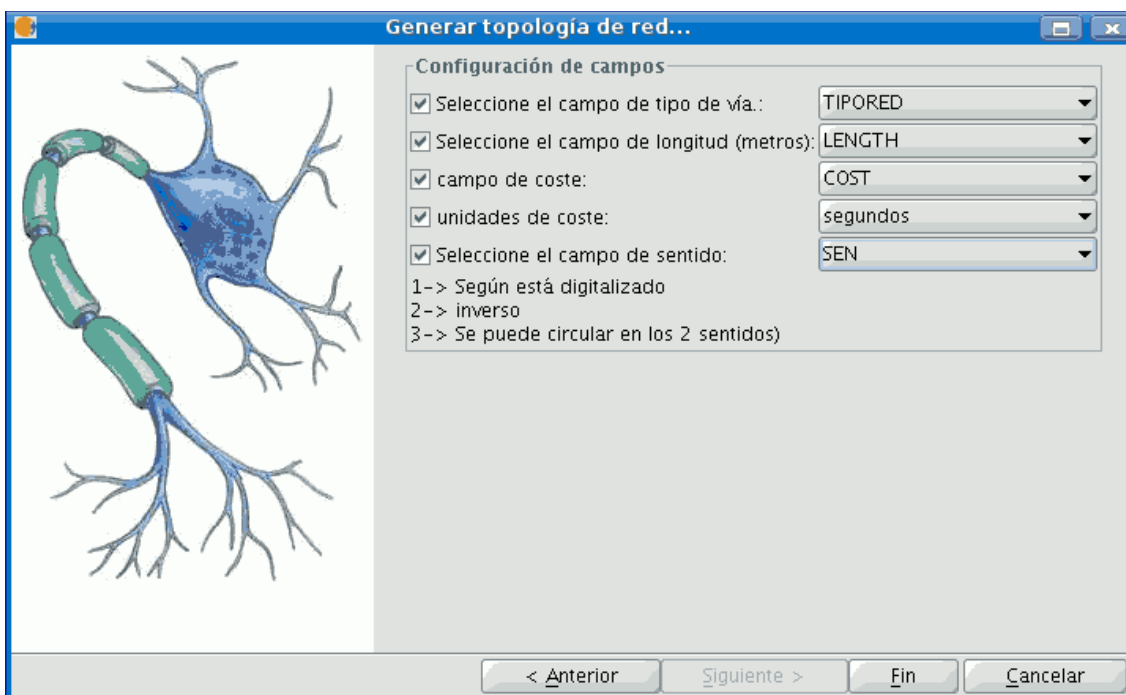 Generar topología de red...
Configuración de campos
Seleccione el campo de tipo de vía.: TIPORED
Seleccione el campo de longitud (metros): LENGTH
campo de coste: COST
unidades de coste: segundos
Seleccione el campo de sentido: SEN
1-> Según está digitalizado
2-> inverso
3-> Se puede circular en los 2 sentidos)
< Anterior Siguiente > Fin Cancelar